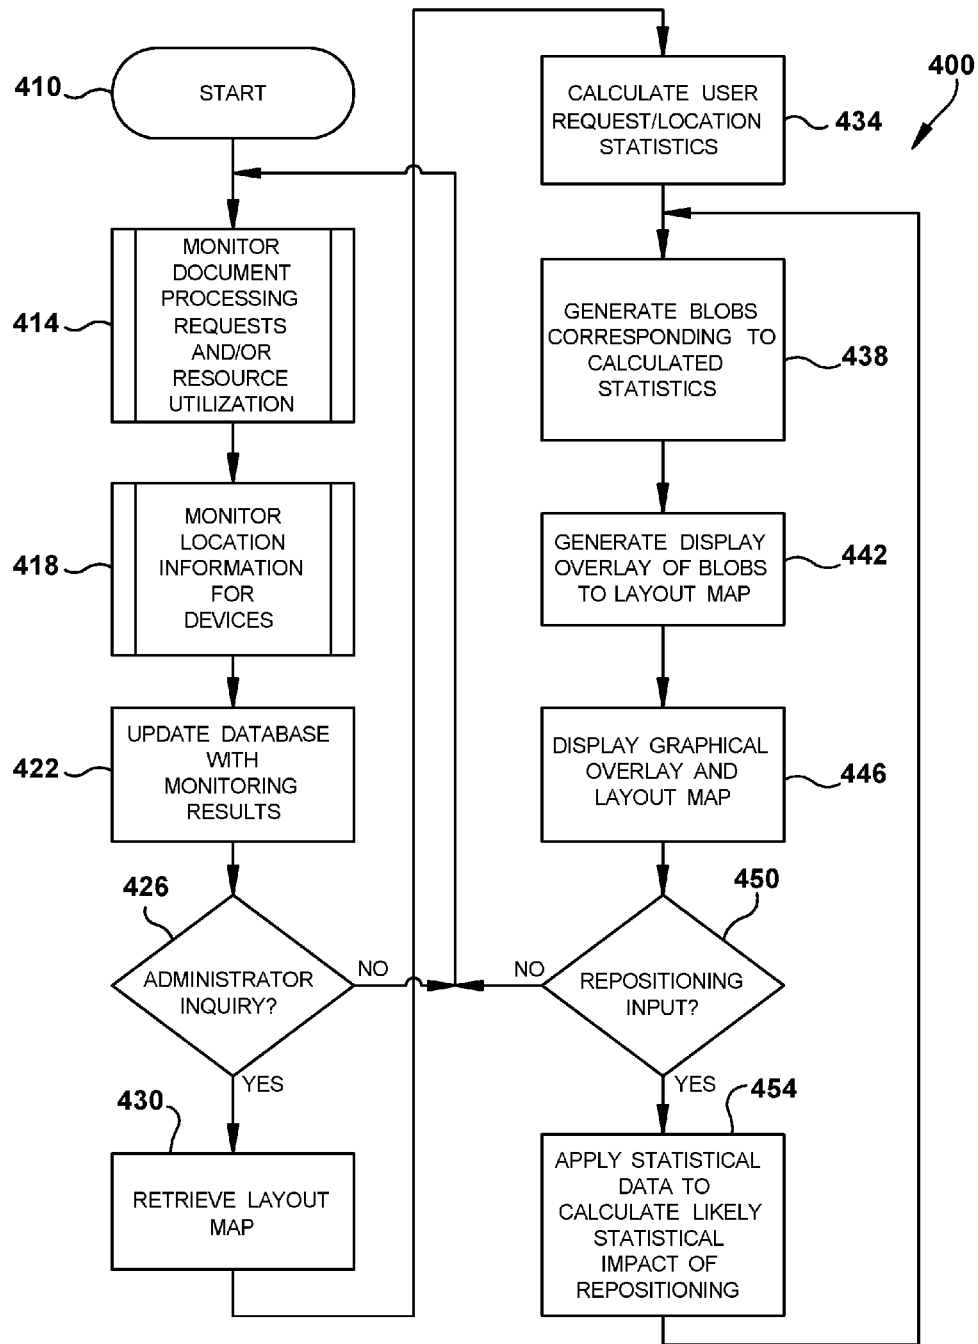 410
START
414
MONITOR
DOCUMENT
PROCESSING
REQUESTS
AND/OR
RESOURCE
UTILIZATION
418
MONITOR
LOCATION
INFORMATION
FOR
DEVICES
422
UPDATE DATABASE
WITH
MONITORING
RESULTS
426
ADMINISTRATOR
INQUIRY?
NO
YES
430
RETRIEVE LAYOUT
MAP
400
CALCULATE USER
REQUEST/LOCATION
STATISTICS
434
GENERATE BLOBS
CORRESPONDING TO
CALCULATED
STATISTICS
438
GENERATE DISPLAY
OVERLAY OF BLOBS
TO LAYOUT MAP
442
DISPLAY GRAPHICAL
OVERLAY AND
LAYOUT MAP
446
450
REPOSITIONING
INPUT?
NO
YES
454
APPLY STATISTICAL
DATA TO
CALCULATE LIKELY
STATISTICAL
IMPACT OF
REPOSITIONING